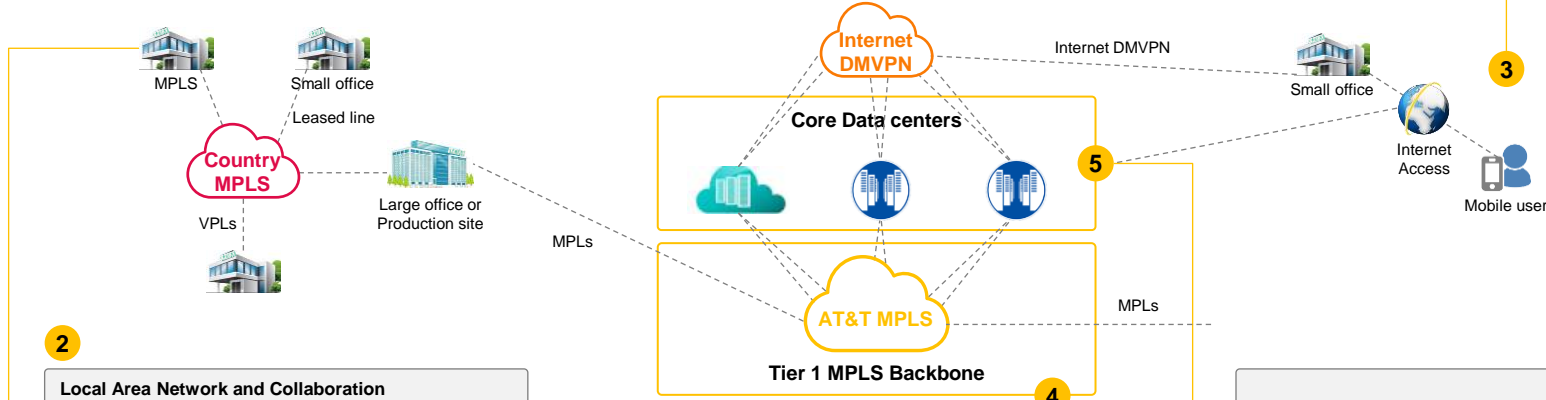 Internet
DMVPN
Internet DMVPN
3
MPLS
Small office
Small office
Leased line
Core Data centers
Country
MPLS
5
Internet
Access
Large office or
Production site
Mobile user
VPLs
MPLs
MPLs
AT&T MPLS
2
Tier 1 MPLS Backbone
Local Area Network and Collaboration
4